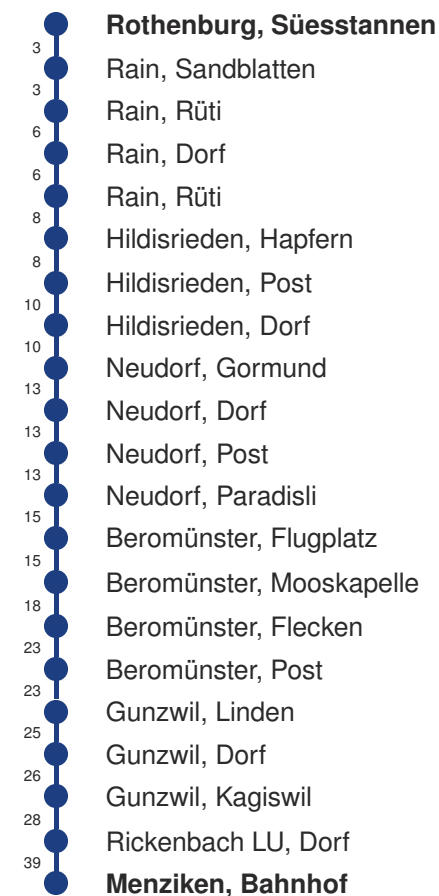 Rothenburg, Süesstannen
3
Rain, Sandblatten
3
Rain, Rüti
6
Rain, Dorf
6
Rain, Rüti
8
Hildisrieden, Hapfern
8
Hildisrieden, Post
10
Hildisrieden, Dorf
10
Neudorf, Gormund
13
Neudorf, Dorf
13
Neudorf, Post
13
Neudorf, Paradisli
15
Beromünster, Flugplatz
15
Beromünster, Mooskapelle
18
Beromünster, Flecken
23
Beromünster, Post
23
Gunzwil, Linden
25
Gunzwil, Dorf
26
Gunzwil, Kagiswil
28
Rickenbach LU, Dorf
39
Menziken, Bahnhof